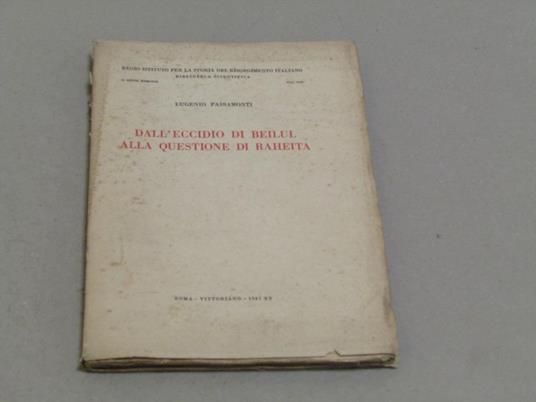 REGIO ISTITUTO PER LA STORIA DEL RISORGIMENTO ITALIANO
BIBLIOTECA SCIENTIFICA
EUGENIO PASSAMONTI
DALL'ECCIDIO DI BEILUL
ALLA QUESTIONE DI RAHEITA
ROMA - VITTORIANO - 1937 XV